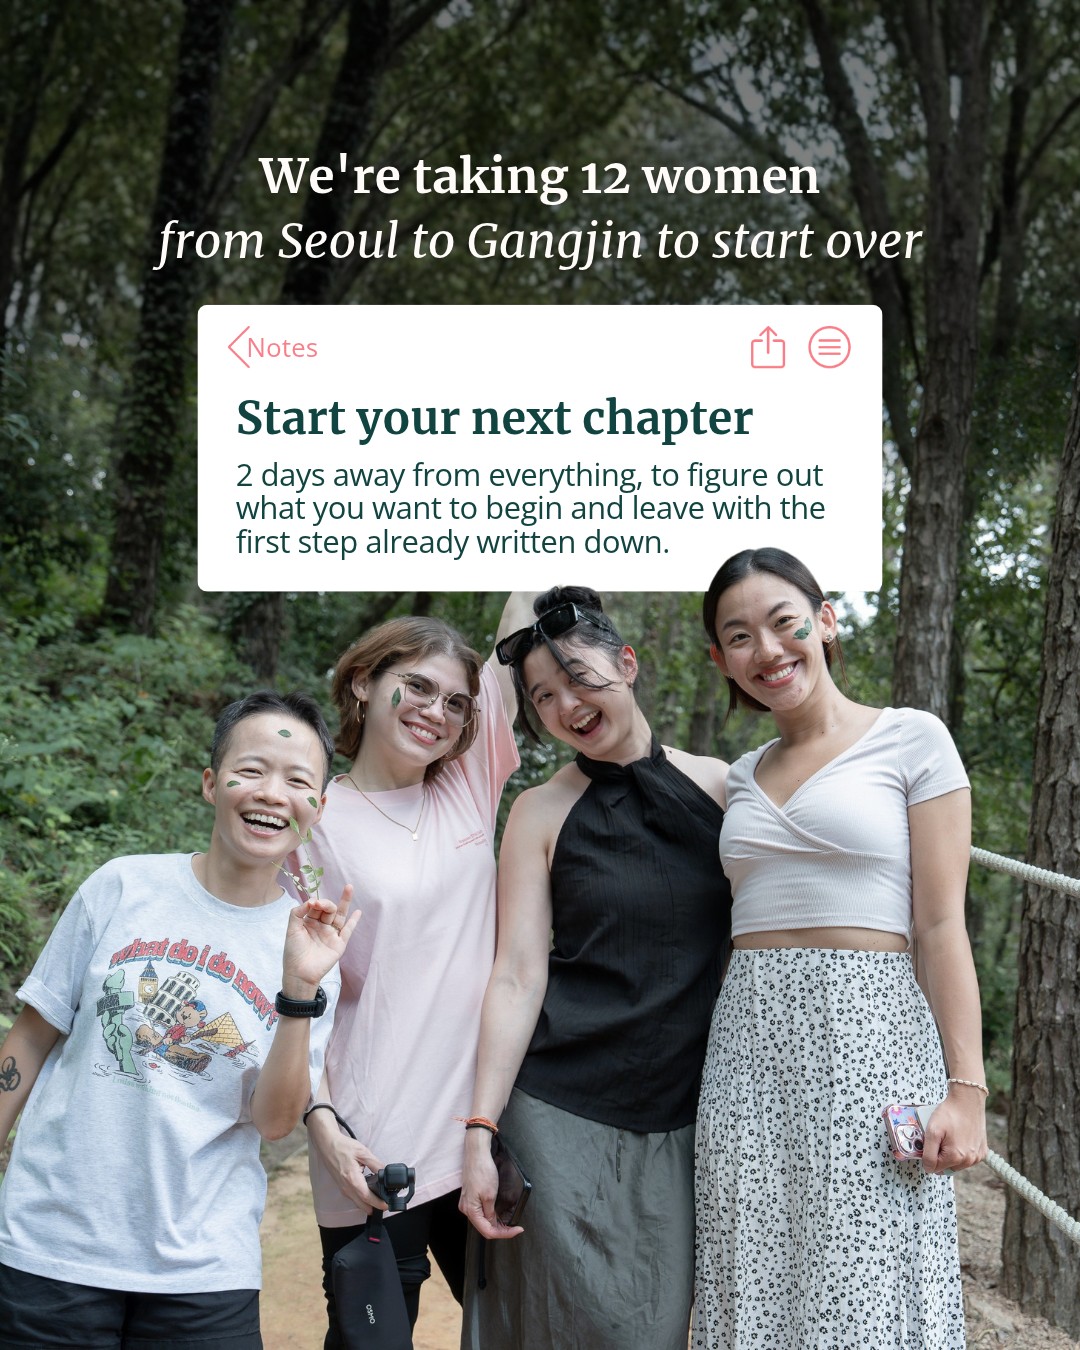 We're taking 12 women
from Seoul to Gangjin to start over
Notes
Start your next chapter
2 days away from everything, to figure out
what you want to begin and leave with the
first step already written down.
what do i do now?
OSMO